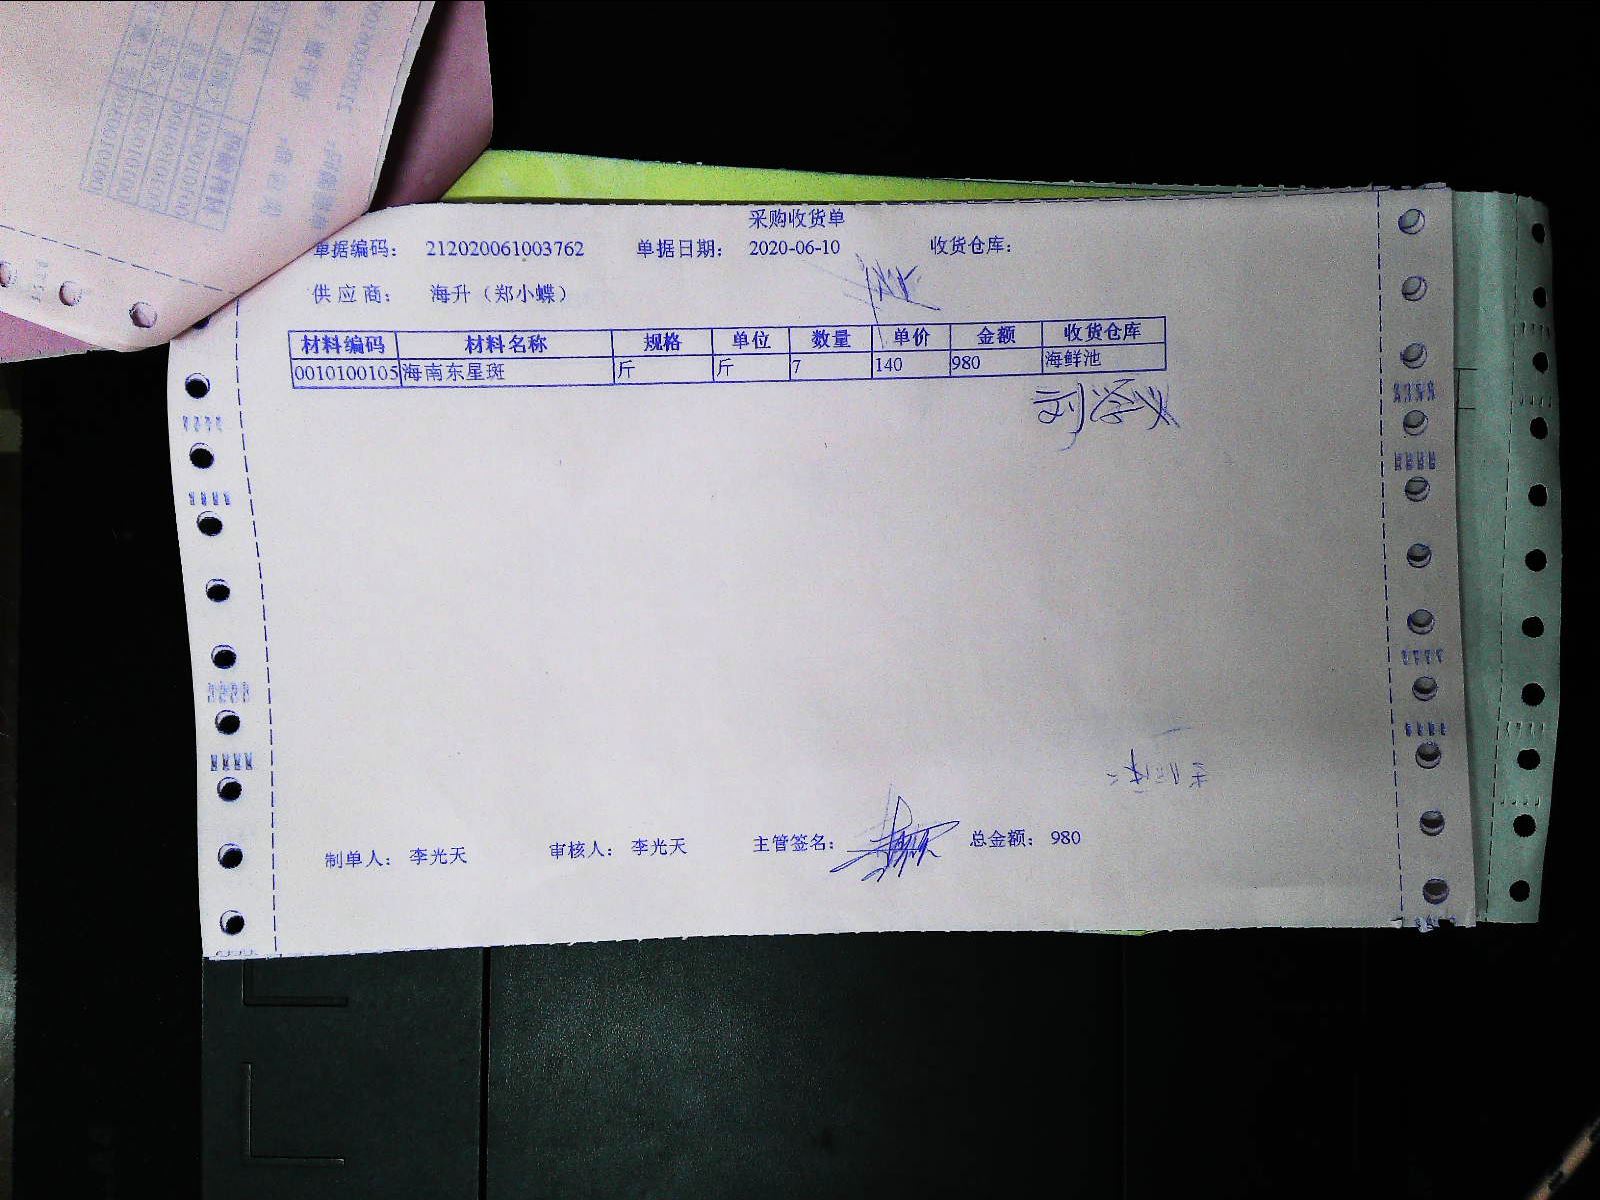 采购收货单
单据编码： 212020061003762 单据日期： 2020-06-10 收货仓库：
供应商： 海升（郑小蝶）
材料编码 材料名称 规格 单位 数量 单价 金额 收货仓库
0010100105 海南东星斑 斤 斤 7 140 980 海鲜池
制单人： 李光天 审核人： 李光天 主管签名： 总金额： 980